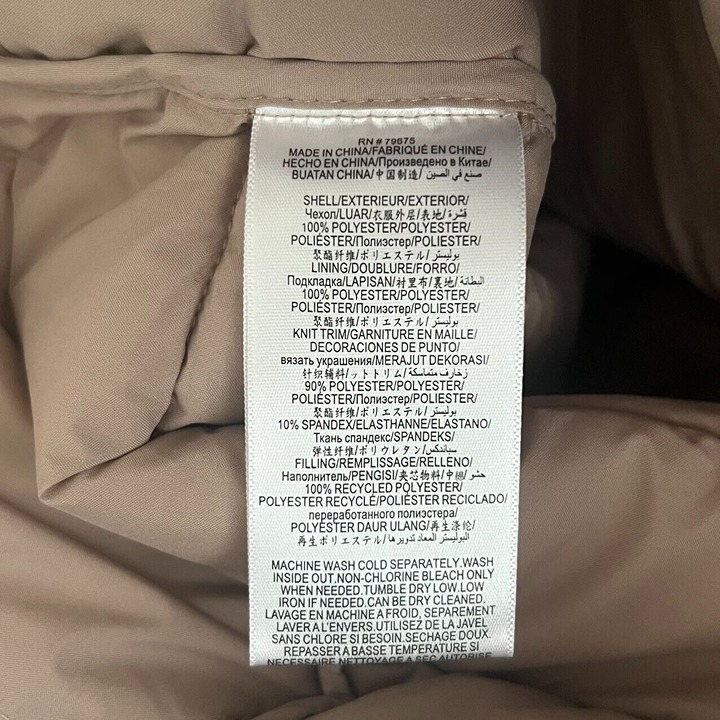 RN # 79675
MADE IN CHINA/FABRIQUÉ EN CHINE/
HECHO EN CHINA/Произведено в Китае/
BUATAN CHINA/中国制造/ صنع في الصين
SHELL/EXTERIEUR/EXTERIOR/
Чехол/LUAR/衣服外层/表地/قشرة/
100% POLYESTER/POLYESTER/
POLIÉSTER/Полиэстер/POLIESTER/
聚酯纤维/ポリエステル/بوليستر/
LINING/DOUBLURE/FORRO/
Подкладка/LAPISAN/衬里布/裏地/البطانة/
100% POLYESTER/POLYESTER/
POLIÉSTER/Полиэстер/POLIESTER/
聚酯纤维/ポリエステル/بوليستر/
KNIT TRIM/GARNITURE EN MAILLE/
DECORACIONES DE PUNTO/
вязать украшения/MERAJUT DEKORASI/
针织辅料/ニットトリム/زخارف متماسكة/
90% POLYESTER/POLYESTER/
POLIÉSTER/Полиэстер/POLIESTER/
聚酯纤维/ポリエステル/بوليستر/
10% SPANDEX/ELASTHANNE/ELASTANO/
Ткань спандекс/SPANDEKS/
弹性纤维/ポリウレタン/سباندكس/
FILLING/REMPLISSAGE/RELLENO/
Наполнитель/PENGISI/夹芯物料/中綿/حشو/
100% RECYCLED POLYESTER/
POLYESTER RECYCLÉ/POLIÉSTER RECICLADO/
переработанного полиэстера/
POLYESTER DAUR ULANG/再生涤纶/
再生ポリエステル/البوليستر المعاد تدويرها/
MACHINE WASH COLD SEPARATELY.WASH
INSIDE OUT.NON-CHLORINE BLEACH ONLY
WHEN NEEDED.TUMBLE DRY LOW.LOW
IRON IF NEEDED.CAN BE DRY CLEANED.
LAVAGE EN MACHINE A FROID, SEPAREMENT
LAVER A L'ENVERS.UTILISEZ DE LA JAVEL
SANS CHLORE SI BESOIN.SECHAGE DOUX.
REPASSER A BASSE TEMPERATURE SI
NECESSAIRE NETTOYAGE A SEC AUTORISE